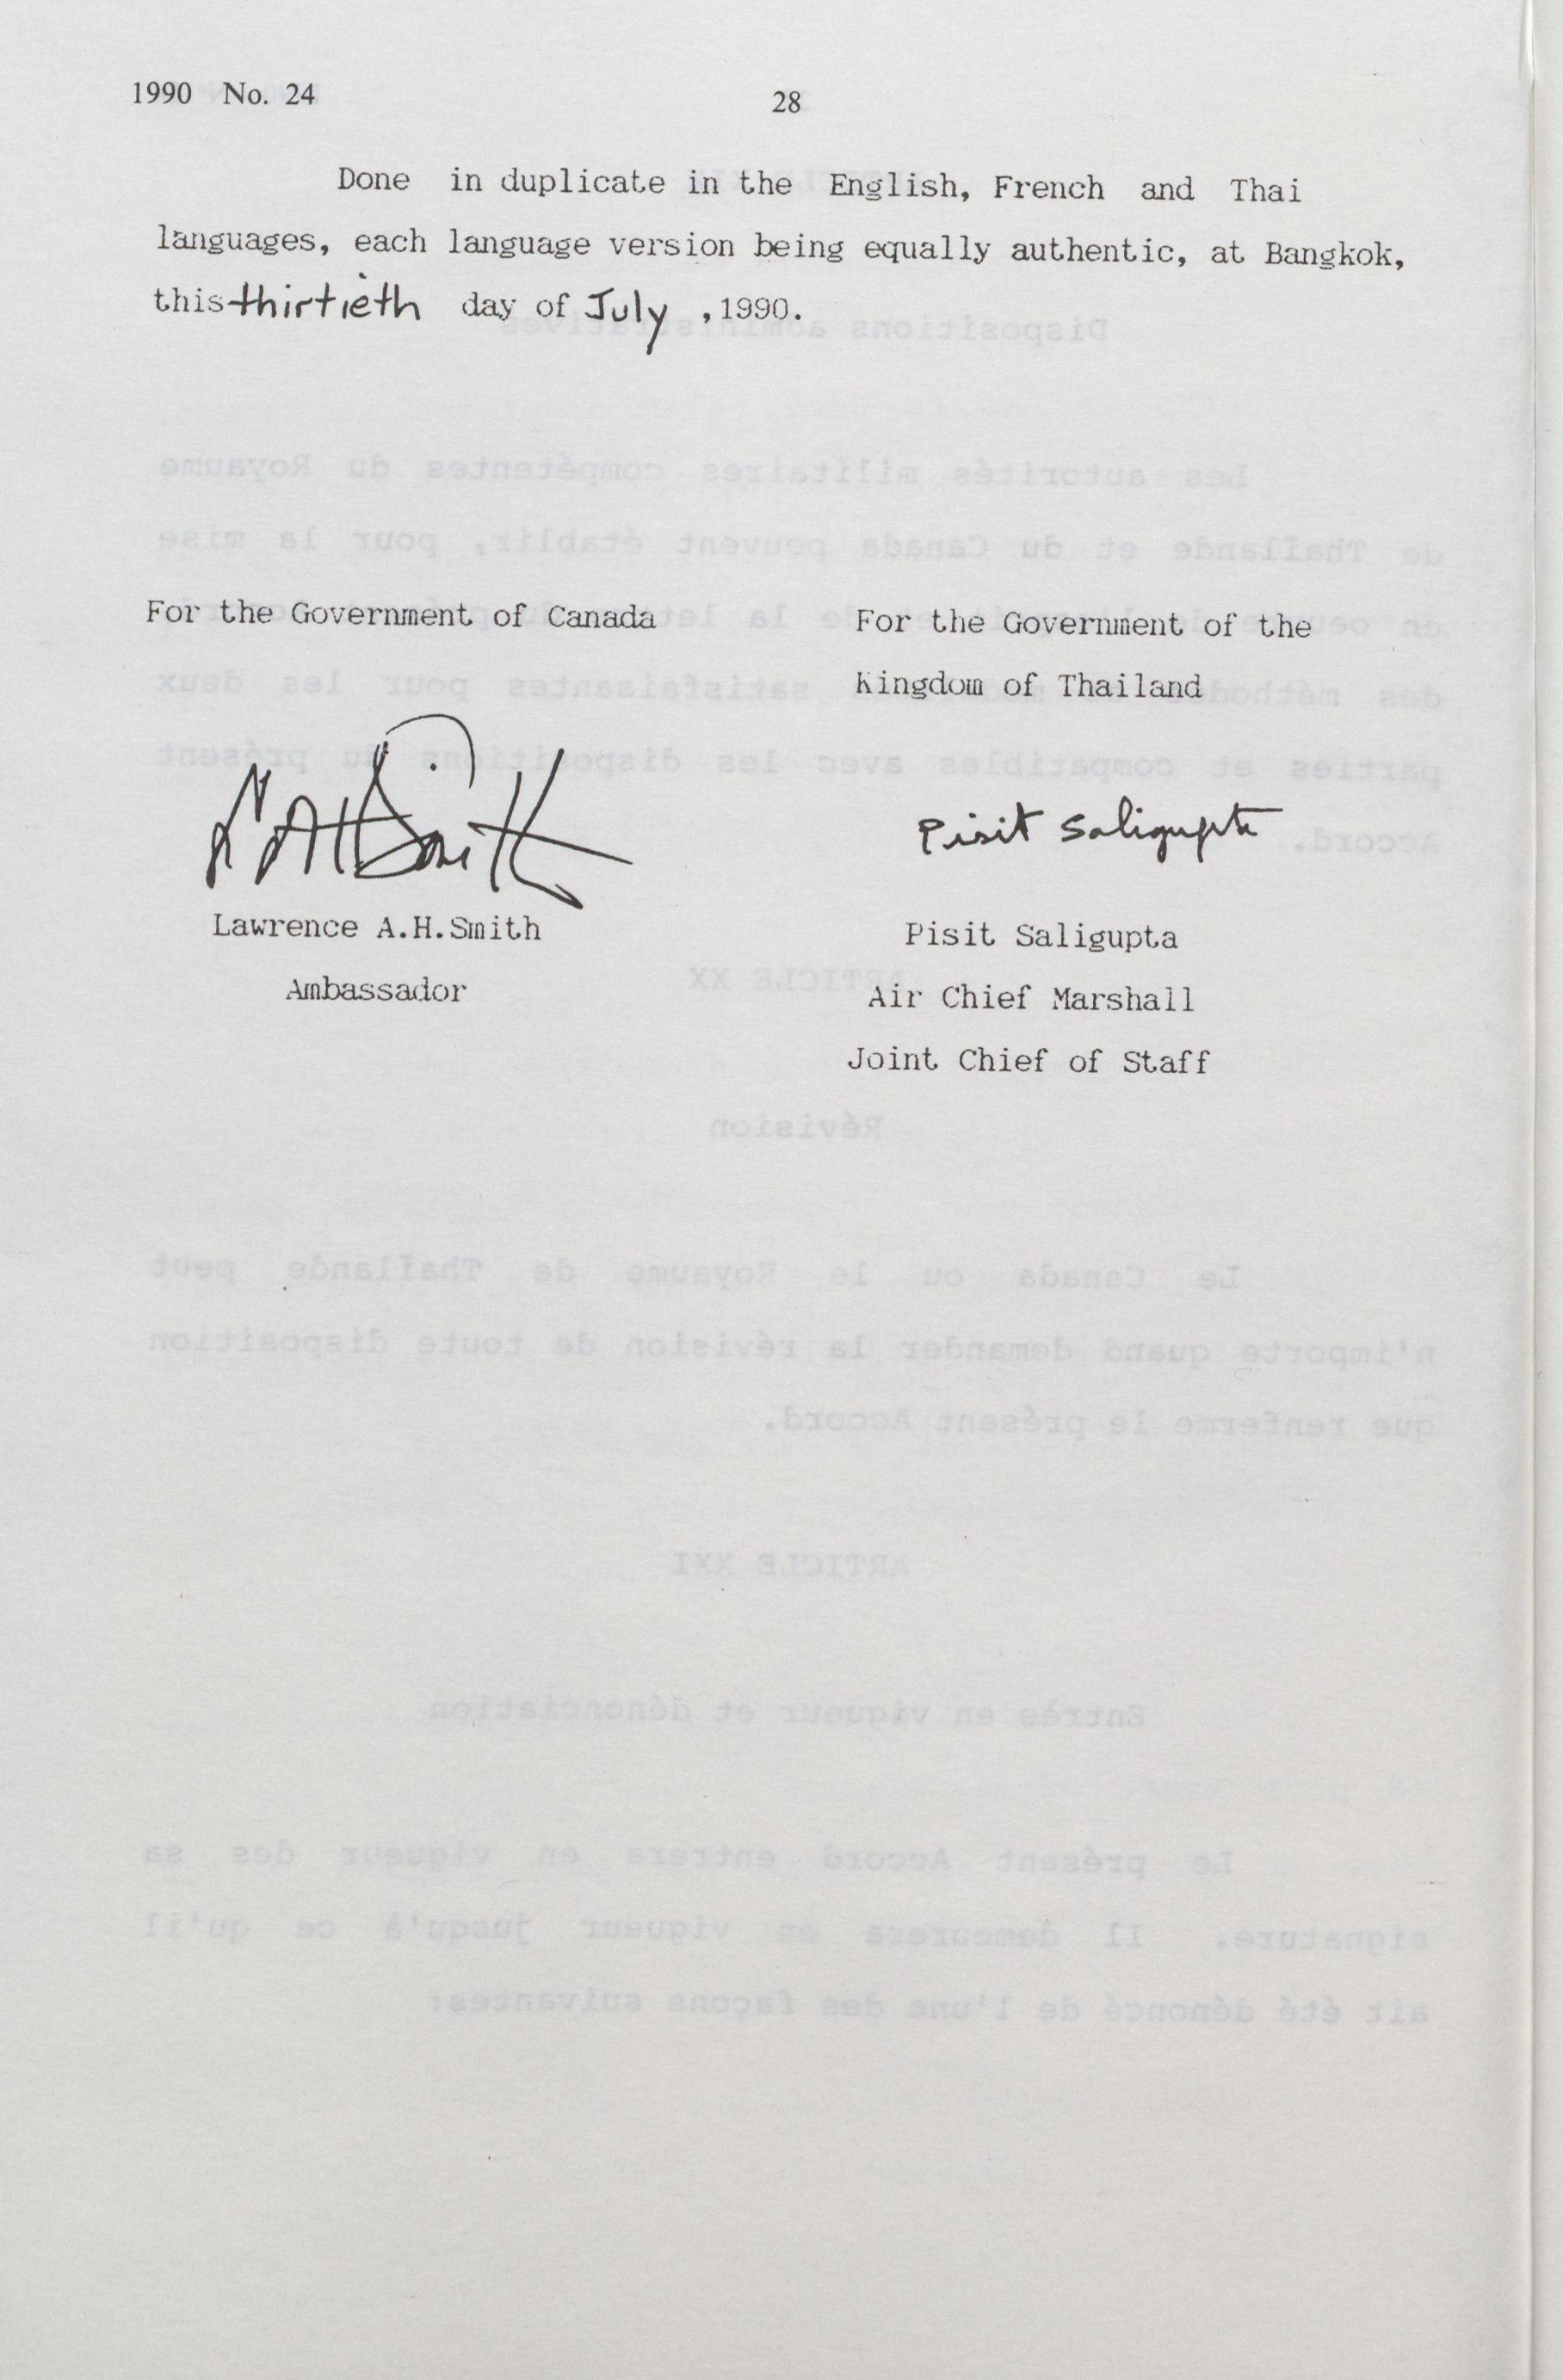 1990 No. 24
28
Done in duplicate in the English, French and Thai
languages, each language version being equally authentic, at Bangkok,
this thirtieth day of July , 1990.
For the Government of Canada
For the Government of the
Kingdom of Thailand
L A H Smith
Pisit Saligupta
Lawrence A.H.Smith
Ambassador
Pisit Saligupta
Air Chief Marshall
Joint Chief of Staff